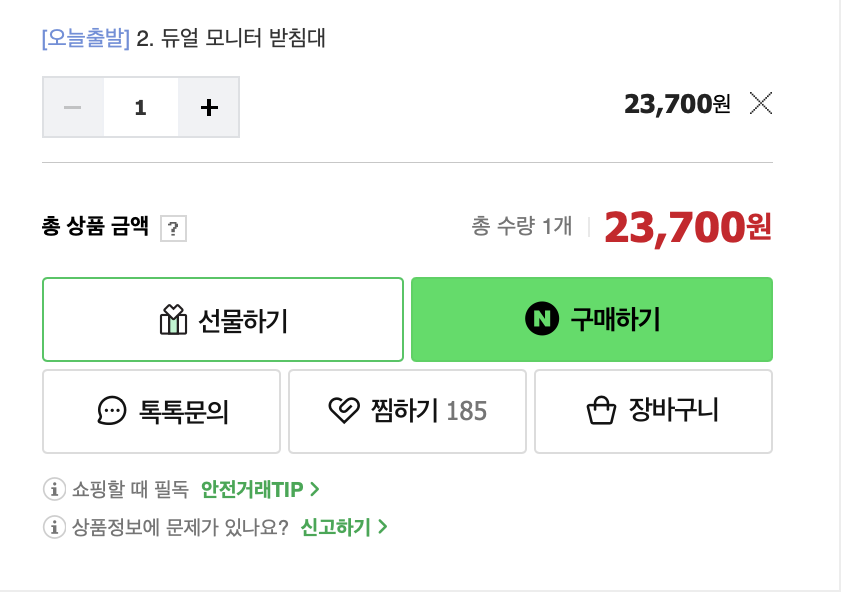 [오늘출발] 2. 듀얼 모니터 받침대
− 1 + 23,700원
총 상품 금액 ? 총 수량 1개 23,700원
선물하기 N 구매하기
톡톡문의 찜하기 185 장바구니
쇼핑할 때 필독 안전거래TIP
상품정보에 문제가 있나요? 신고하기